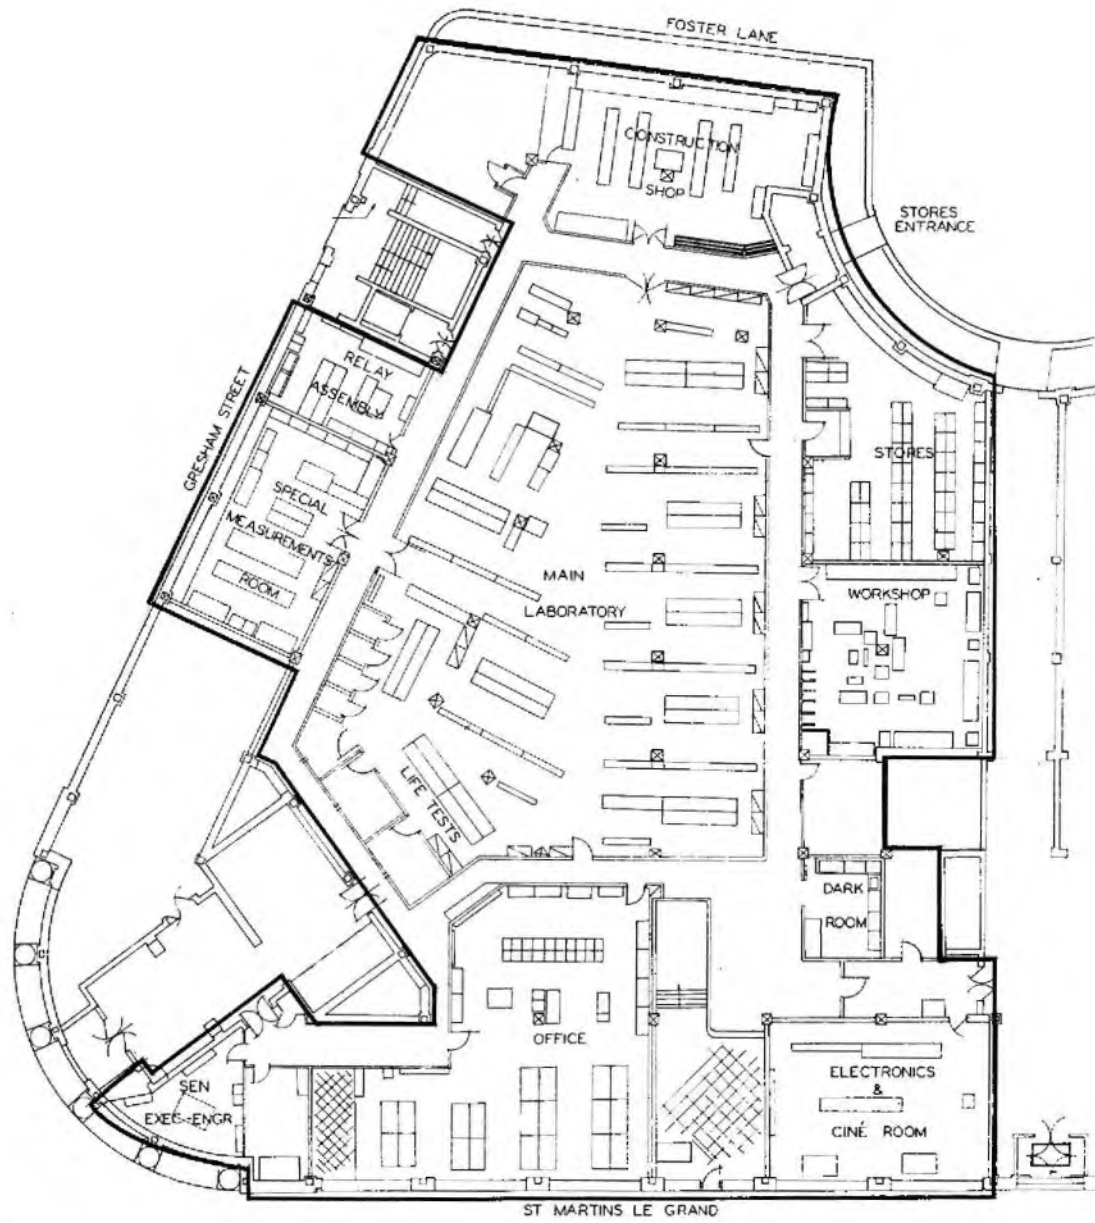 FOSTER LANE
CONSTRUCTION
SHOP
STORES
ENTRANCE
GRESHAM STREET
RELAY
ASSEMBLY
SPECIAL
MEASUREMENTS
ROOM
STORES
MAIN
LABORATORY
WORKSHOP
LIFE TESTS
DARK
ROOM
OFFICE
SEN
EXEC-ENGR
ELECTRONICS
&
CINÉ ROOM
ST MARTINS LE GRAND